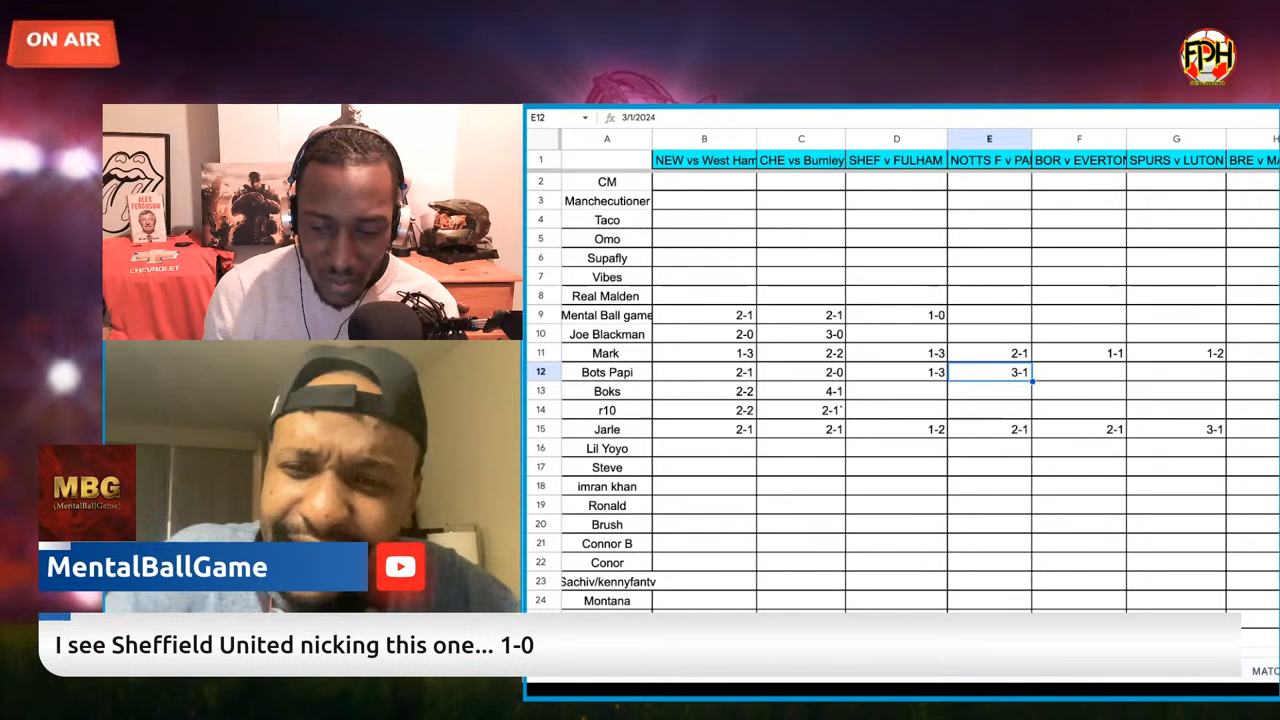 ON AIR
FPH
ALEX
FERGUSON
CHEVROLET
E12 fx 3/1/2024
A B C D E F G H
1 NEW vs West Ham CHE vs Burnley SHEF v FULHAM NOTTS F v PA BOR v EVERTON SPURS v LUTON BRE v MA
2 CM
3 Manchecutioner
4 Taco
5 Omo
6 Supafly
7 Vibes
8 Real Malden
9 Mental Ball game 2-1 2-1 1-0
10 Joe Blackman 2-0 3-0
11 Mark 1-3 2-2 1-3 2-1 1-1 1-2
12 Bots Papi 2-1 2-0 1-3 3-1
13 Boks 2-2 4-1
14 r10 2-2 2-1`
15 Jarle 2-1 2-1 1-2 2-1 2-1 3-1
16 Lil Yoyo
17 Steve
18 imran khan
19 Ronald
20 Brush
21 Connor B
22 Conor
23 Sachiv/kennyfantv
24 Montana
MATC
MBG
(MentalBallGame)
MentalBallGame
I see Sheffield United nicking this one... 1-0